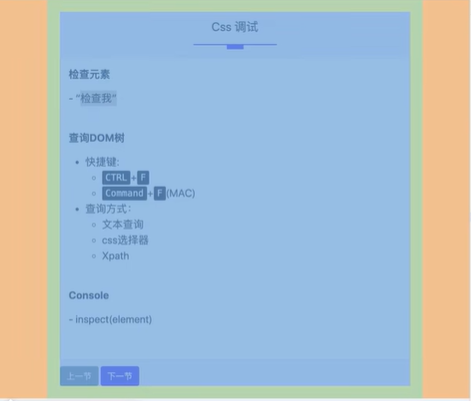 Css 调试
检查元素
- "检查我"
查询DOM树
• 快捷键:
◦ CTRL + F
◦ Command + F (MAC)
• 查询方式：
◦ 文本查询
◦ css选择器
◦ Xpath
Console
- inspect(element)
上一节 下一节